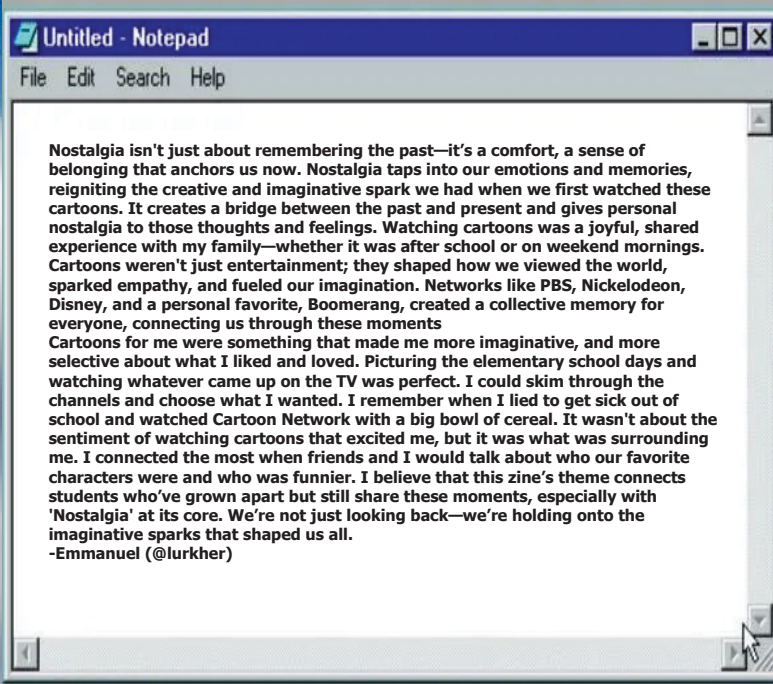 Untitled - Notepad
File Edit Search Help
Nostalgia isn't just about remembering the past—it’s a comfort, a sense of
belonging that anchors us now. Nostalgia taps into our emotions and memories,
reigniting the creative and imaginative spark we had when we first watched these
cartoons. It creates a bridge between the past and present and gives personal
nostalgia to those thoughts and feelings. Watching cartoons was a joyful, shared
experience with my family—whether it was after school or on weekend mornings.
Cartoons weren't just entertainment; they shaped how we viewed the world,
sparked empathy, and fueled our imagination. Networks like PBS, Nickelodeon,
Disney, and a personal favorite, Boomerang, created a collective memory for
everyone, connecting us through these moments
Cartoons for me were something that made me more imaginative, and more
selective about what I liked and loved. Picturing the elementary school days and
watching whatever came up on the TV was perfect. I could skim through the
channels and choose what I wanted. I remember when I lied to get sick out of
school and watched Cartoon Network with a big bowl of cereal. It wasn't about the
sentiment of watching cartoons that excited me, but it was what was surrounding
me. I connected the most when friends and I would talk about who our favorite
characters were and who was funnier. I believe that this zine’s theme connects
students who’ve grown apart but still share these moments, especially with
'Nostalgia' at its core. We’re not just looking back—we’re holding onto the
imaginative sparks that shaped us all.
-Emmanuel (@lurkher)